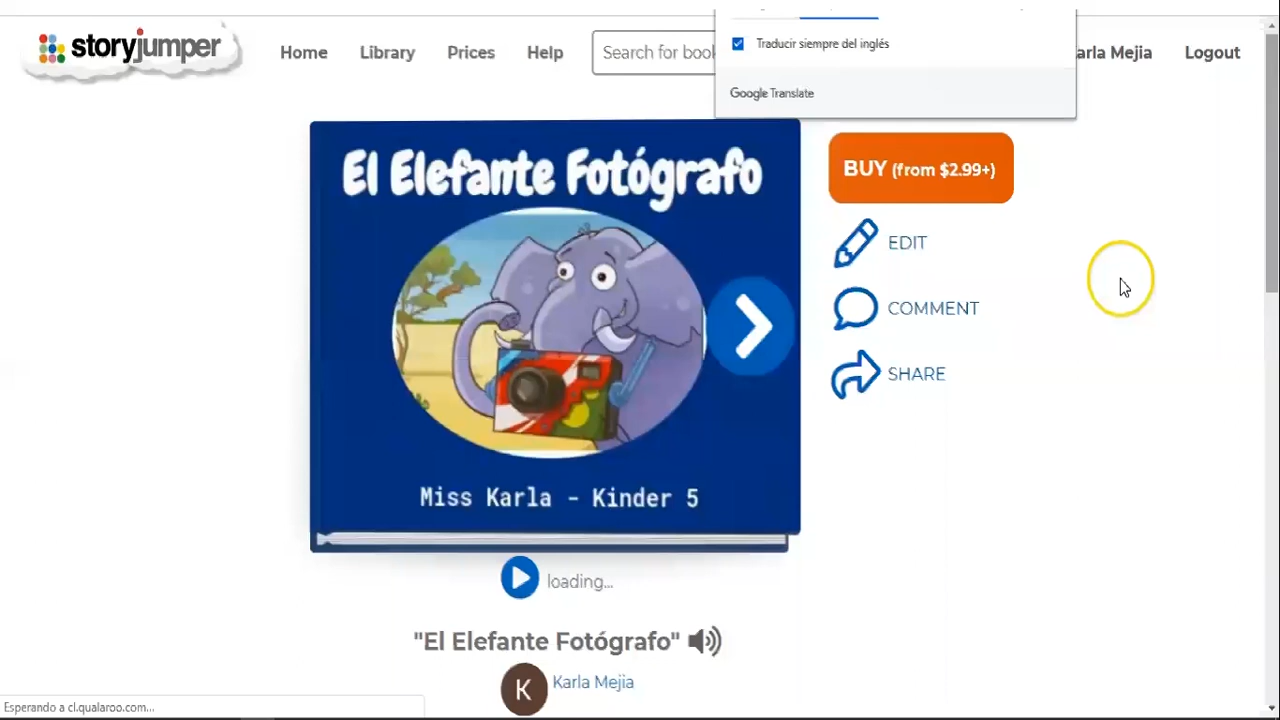 storyjumper
Home Library Prices Help Search for book Karla Mejia Logout
Traducir siempre del inglés
Google Translate
El Elefante Fotógrafo
Miss Karla - Kinder 5
BUY (from $2.99+)
EDIT
COMMENT
SHARE
loading...
"El Elefante Fotógrafo"
K
Karla Mejia
Esperando a cl.qualaroo.com...